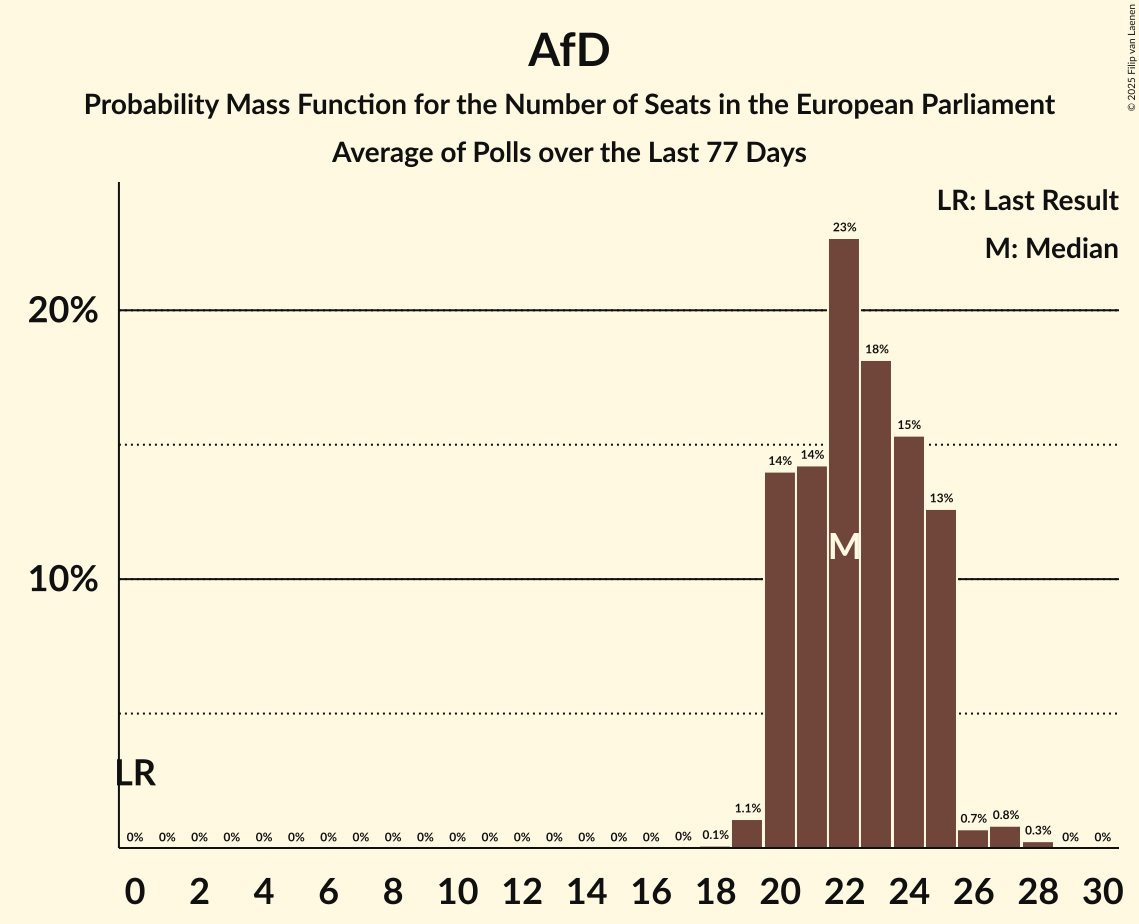 © 2025 Filip van Laenen
AfD
Probability Mass Function for the Number of Seats in the European Parliament
Average of Polls over the Last 77 Days
LR: Last Result
M: Median
23%
20%
18%
15%
14% 14%
13%
M
10%
LR
0% 0% 0% 0% 0% 0% 0% 0% 0% 0% 0% 0% 0% 0% 0% 0% 0% 0% 0.1% 1.1% 0.7% 0.8% 0.3% 0% 0%
0 2 4 6 8 10 12 14 16 18 20 22 24 26 28 30